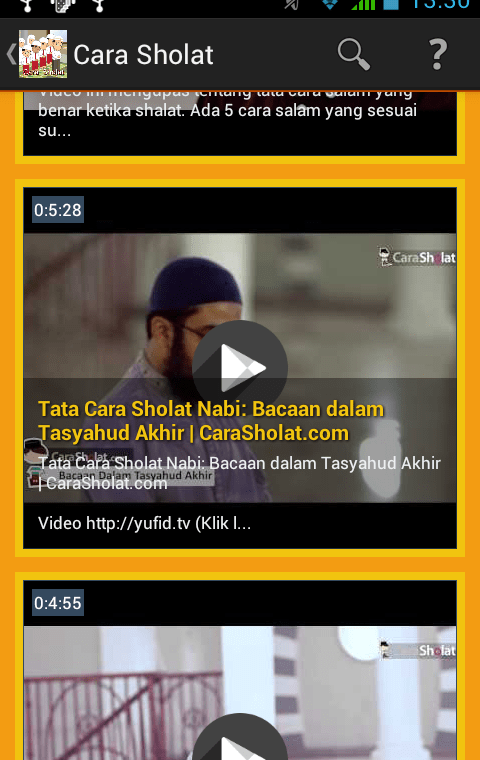 13:30
Cara Sholat
?
Video ini mengupas tentang tata cara salam yang
benar ketika shalat. Ada 5 cara salam yang sesuai
su...
0:5:28
CaraSholat
Tata Cara Sholat Nabi: Bacaan dalam
Tasyahud Akhir | CaraSholat.com
CaraSholat.com
Tata Cara Sholat Nabi: Bacaan dalam Tasyahud Akhir
| CaraSholat.com
Bacaan Dalam Tasyahud Akhir
Video http://yufid.tv (Klik l...
0:4:55
CaraSholat